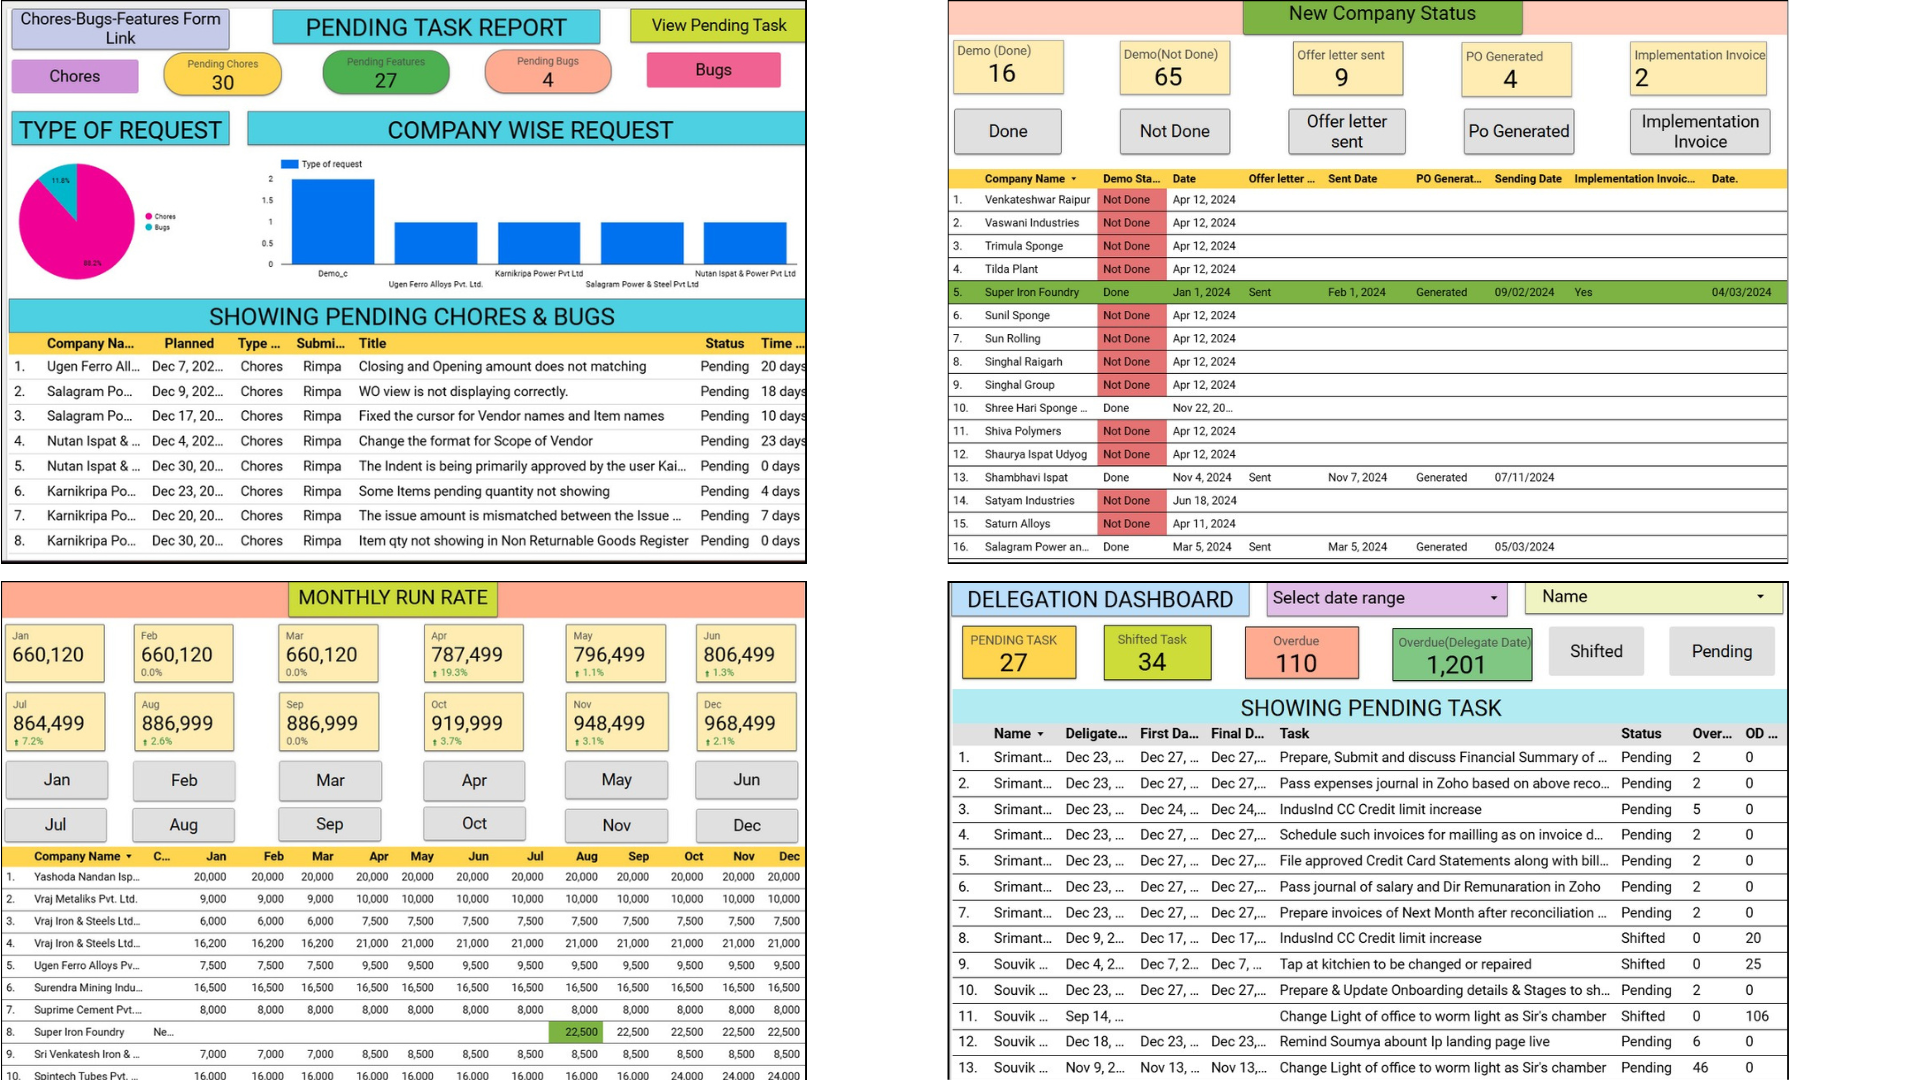 Chores-Bugs-Features Form
Link
PENDING TASK REPORT
View Pending Task
Chores
Pending Chores
30
Pending Features
27
Pending Bugs
4
Bugs
TYPE OF REQUEST
COMPANY WISE REQUEST
11.8%
88.2%
Chores
Bugs
Type of request
2
1.5
1
0.5
0
Demo_c
Ugen Ferro Alloys Pvt. Ltd.
Karnikripa Power Pvt Ltd
Salagram Power & Steel Pvt Ltd
Nutan Ispat & Power Pvt Ltd
SHOWING PENDING CHORES & BUGS
Company Na... Planned Type ... Submi... Title Status Time ...
1. Ugen Ferro All... Dec 7, 202... Chores Rimpa Closing and Opening amount does not matching Pending 20 days
2. Salagram Po... Dec 9, 202... Chores Rimpa WO view is not displaying correctly. Pending 18 days
3. Salagram Po... Dec 17, 20... Chores Rimpa Fixed the cursor for Vendor names and Item names Pending 10 days
4. Nutan Ispat & ... Dec 4, 202... Chores Rimpa Change the format for Scope of Vendor Pending 23 days
5. Nutan Ispat & ... Dec 30, 20... Chores Rimpa The Indent is being primarily approved by the user Kai... Pending 0 days
6. Karnikripa Po... Dec 23, 20... Chores Rimpa Some Items pending quantity not showing Pending 4 days
7. Karnikripa Po... Dec 20, 20... Chores Rimpa The issue amount is mismatched between the Issue ... Pending 7 days
8. Karnikripa Po... Dec 30, 20... Chores Rimpa Item qty not showing in Non Returnable Goods Register Pending 0 days
New Company Status
Demo (Done)
16
Demo(Not Done)
65
Offer letter sent
9
PO Generated
4
Implementation Invoice
2
Done
Not Done
Offer letter
sent
Po Generated
Implementation
Invoice
Company Name Demo Sta... Date Offer letter ... Sent Date PO Generat... Sending Date Implementation Invoic... Date.
1. Venkateshwar Raipur Not Done Apr 12, 2024
2. Vaswani Industries Not Done Apr 12, 2024
3. Trimula Sponge Not Done Apr 12, 2024
4. Tilda Plant Not Done Apr 12, 2024
5. Super Iron Foundry Done Jan 1, 2024 Sent Feb 1, 2024 Generated 09/02/2024 Yes 04/03/2024
6. Sunil Sponge Not Done Apr 12, 2024
7. Sun Rolling Not Done Apr 12, 2024
8. Singhal Raigarh Not Done Apr 12, 2024
9. Singhal Group Not Done Apr 12, 2024
10. Shree Hari Sponge ... Done Nov 22, 20...
11. Shiva Polymers Not Done Apr 12, 2024
12. Shaurya Ispat Udyog Not Done Apr 12, 2024
13. Shambhavi Ispat Done Nov 4, 2024 Sent Nov 7, 2024 Generated 07/11/2024
14. Satyam Industries Not Done Jun 18, 2024
15. Saturn Alloys Not Done Apr 11, 2024
16. Salagram Power an... Done Mar 5, 2024 Sent Mar 5, 2024 Generated 05/03/2024
MONTHLY RUN RATE
Jan
660,120
Feb
660,120
0.0%
Mar
660,120
0.0%
Apr
787,499
19.3%
May
796,499
1.1%
Jun
806,499
1.3%
Jul
864,499
7.2%
Aug
886,999
2.6%
Sep
886,999
0.0%
Oct
919,999
3.7%
Nov
948,499
3.1%
Dec
968,499
2.1%
Jan Feb Mar Apr May Jun
Jul Aug Sep Oct Nov Dec
Company Name C... Jan Feb Mar Apr May Jun Jul Aug Sep Oct Nov Dec
1. Yashoda Nandan Isp... 20,000 20,000 20,000 20,000 20,000 20,000 20,000 20,000 20,000 20,000 20,000 20,000
2. Vraj Metaliks Pvt. Ltd. 9,000 9,000 9,000 10,000 10,000 10,000 10,000 10,000 10,000 10,000 10,000 10,000
3. Vraj Iron & Steels Ltd... 6,000 6,000 6,000 7,500 7,500 7,500 7,500 7,500 7,500 7,500 7,500 7,500
4. Vraj Iron & Steels Ltd... 16,200 16,200 16,200 21,000 21,000 21,000 21,000 21,000 21,000 21,000 21,000 21,000
5. Ugen Ferro Alloys Pv... 7,500 7,500 7,500 9,500 9,500 9,500 9,500 9,500 9,500 9,500 9,500 9,500
6. Surendra Mining Indu... 16,500 16,500 16,500 16,500 16,500 16,500 16,500 16,500 16,500 16,500 16,500 16,500
7. Suprime Cement Pvt.... 8,000 8,000 8,000 8,000 8,000 8,000 8,000 8,000 8,000 8,000 8,000 8,000
8. Super Iron Foundry Ne... 22,500 22,500 22,500 22,500 22,500
9. Sri Venkatesh Iron & ... 7,000 7,000 7,000 8,500 8,500 8,500 8,500 8,500 8,500 8,500 8,500 8,500
10. Spintech Tubes Pvt. ... 16,000 16,000 16,000 16,000 16,000 16,000 16,000 16,000 16,000 24,000 24,000 24,000
DELEGATION DASHBOARD
Select date range
Name
PENDING TASK
27
Shifted Task
34
Overdue
110
Overdue(Delegate Date)
1,201
Shifted
Pending
SHOWING PENDING TASK
Name Deligate... First Da... Final D... Task Status Over... OD ...
1. Srimant... Dec 23, ... Dec 27, ... Dec 27,... Prepare, Submit and discuss Financial Summary of ... Pending 2 0
2. Srimant... Dec 23, ... Dec 27, ... Dec 27,... Pass expenses journal in Zoho based on above reco... Pending 2 0
3. Srimant... Dec 23, ... Dec 24, ... Dec 24,... IndusInd CC Credit limit increase Pending 5 0
4. Srimant... Dec 23, ... Dec 27, ... Dec 27,... Schedule such invoices for mailling as on invoice d... Pending 2 0
5. Srimant... Dec 23, ... Dec 27, ... Dec 27,... File approved Credit Card Statements along with bill... Pending 2 0
6. Srimant... Dec 23, ... Dec 27, ... Dec 27,... Pass journal of salary and Dir Remunaration in Zoho Pending 2 0
7. Srimant... Dec 23, ... Dec 27, ... Dec 27,... Prepare invoices of Next Month after reconciliation ... Pending 2 0
8. Srimant... Dec 9, 2... Dec 17, ... Dec 17,... IndusInd CC Credit limit increase Shifted 0 20
9. Souvik ... Dec 4, 2... Dec 7, 2... Dec 7, ... Tap at kitchien to be changed or repaired Shifted 0 25
10. Souvik ... Dec 23, ... Dec 27, ... Dec 27,... Prepare & Update Onboarding details & Stages to sh... Pending 2 0
11. Souvik ... Sep 14, ... Change Light of office to worm light as Sir's chamber Shifted 0 106
12. Souvik ... Dec 18, ... Dec 23, ... Dec 23,... Remind Soumya abount Ip landing page live Pending 6 0
13. Souvik ... Nov 9, 2... Nov 13, ... Nov 13,... Change Light of office to worm light as Sir's chamber Pending 46 0